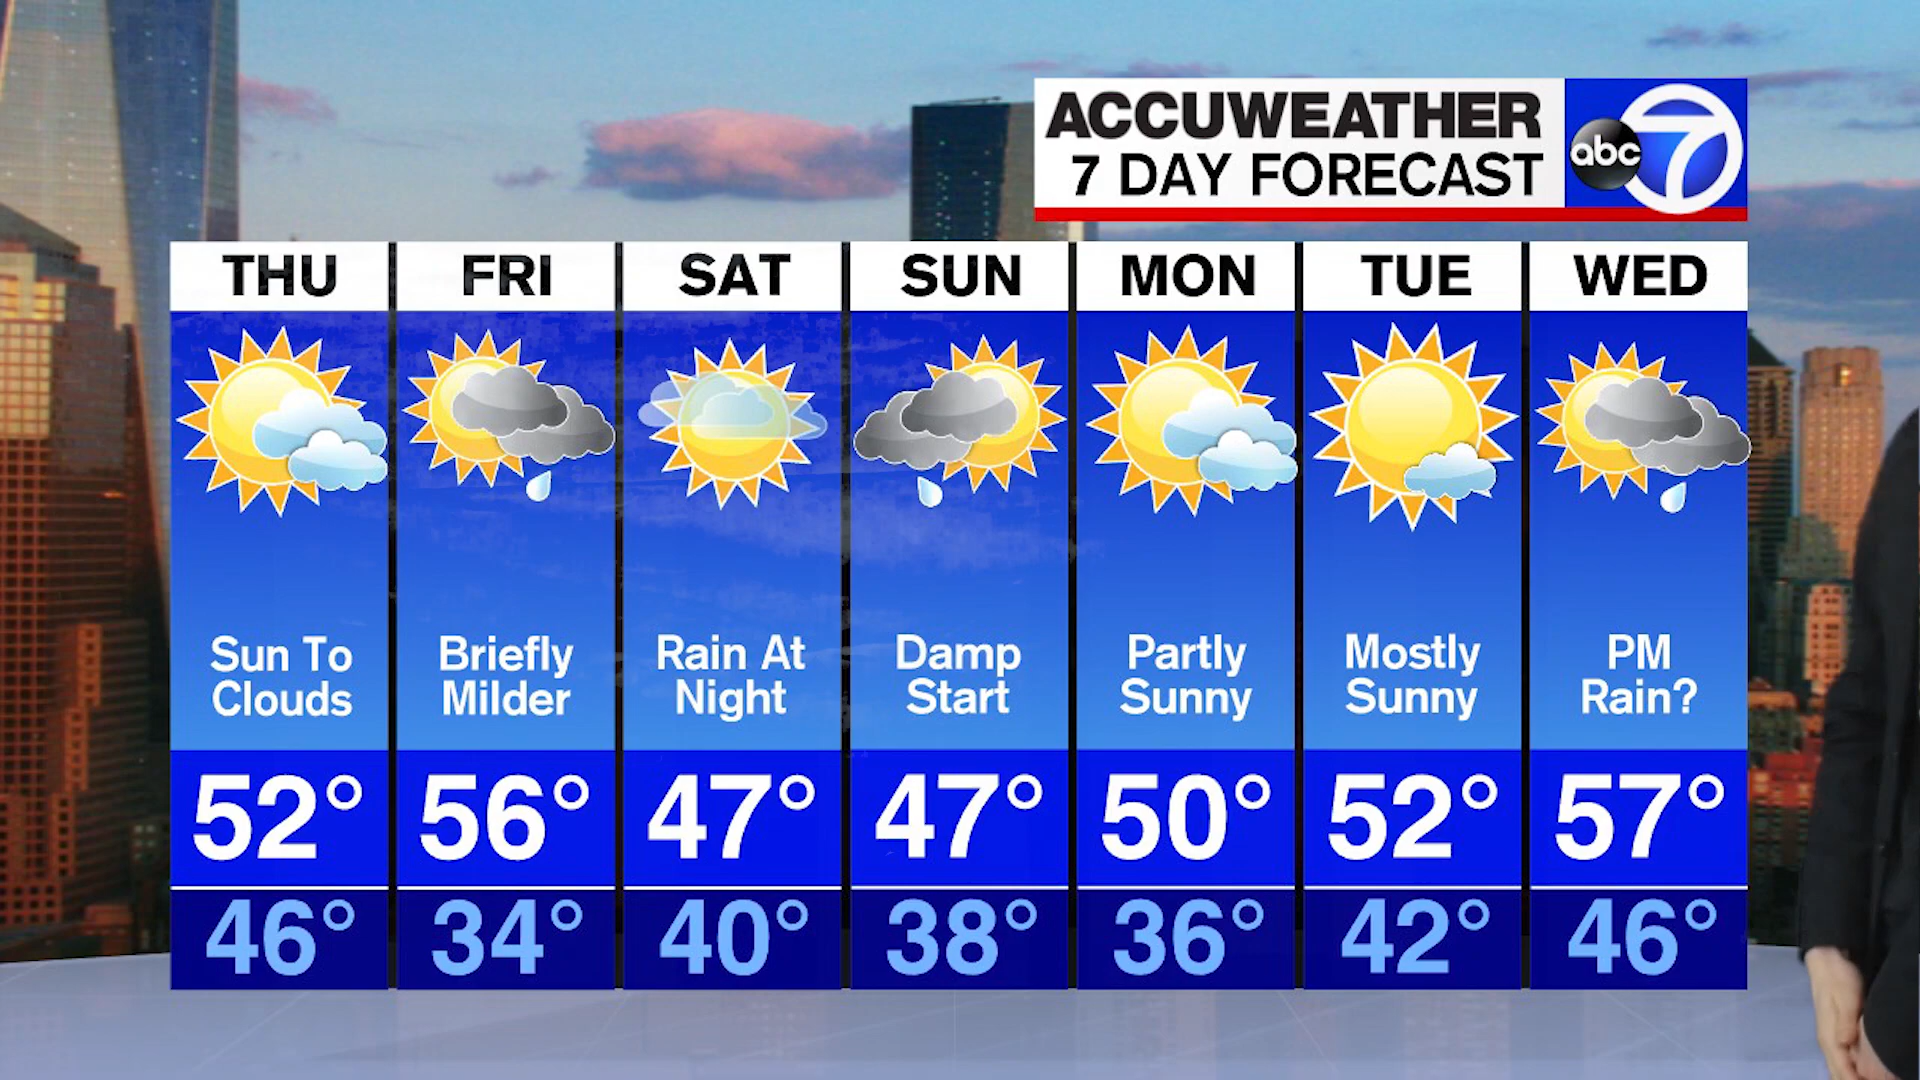 ACCUWEATHER
7 DAY FORECAST
abc 7
THU FRI SAT SUN MON TUE WED
Sun To Briefly Rain At Damp Partly Mostly PM
Clouds Milder Night Start Sunny Sunny Rain?
52° 56° 47° 47° 50° 52° 57°
46° 34° 40° 38° 36° 42° 46°